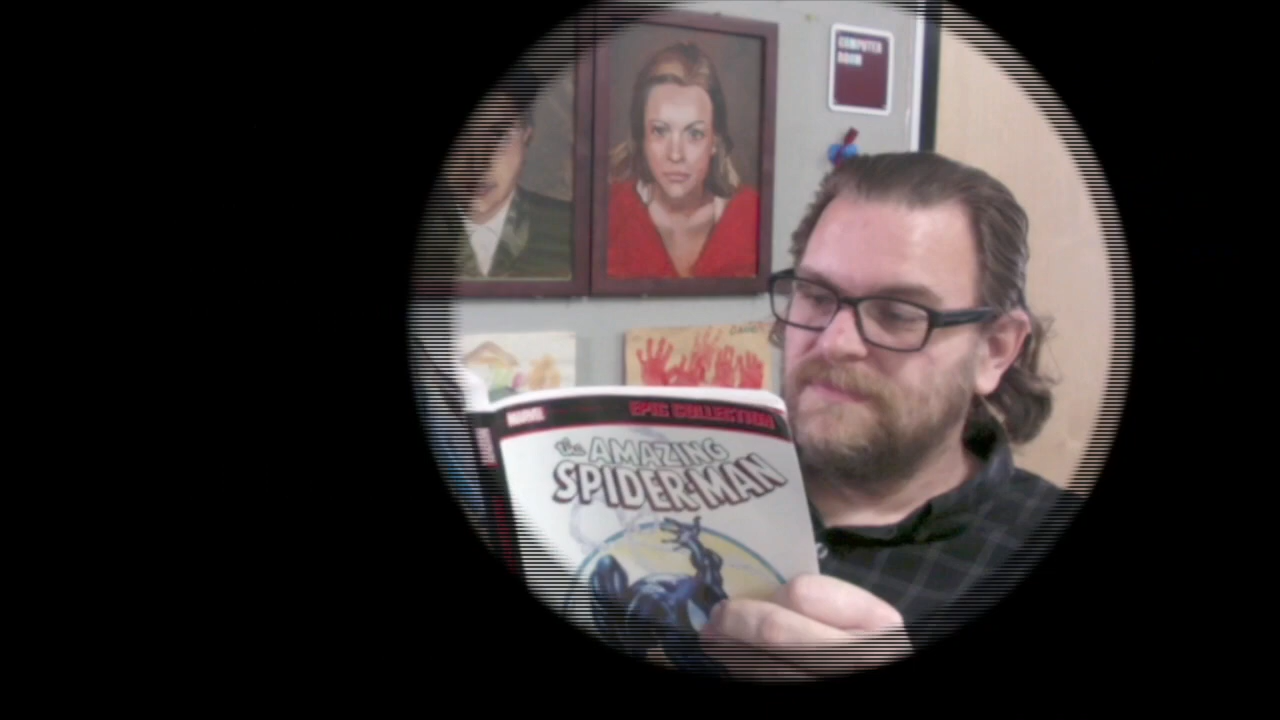 COMPUTER
ROOM
MARVEL
EPIC COLLECTION
the AMAZING
SPIDER-MAN